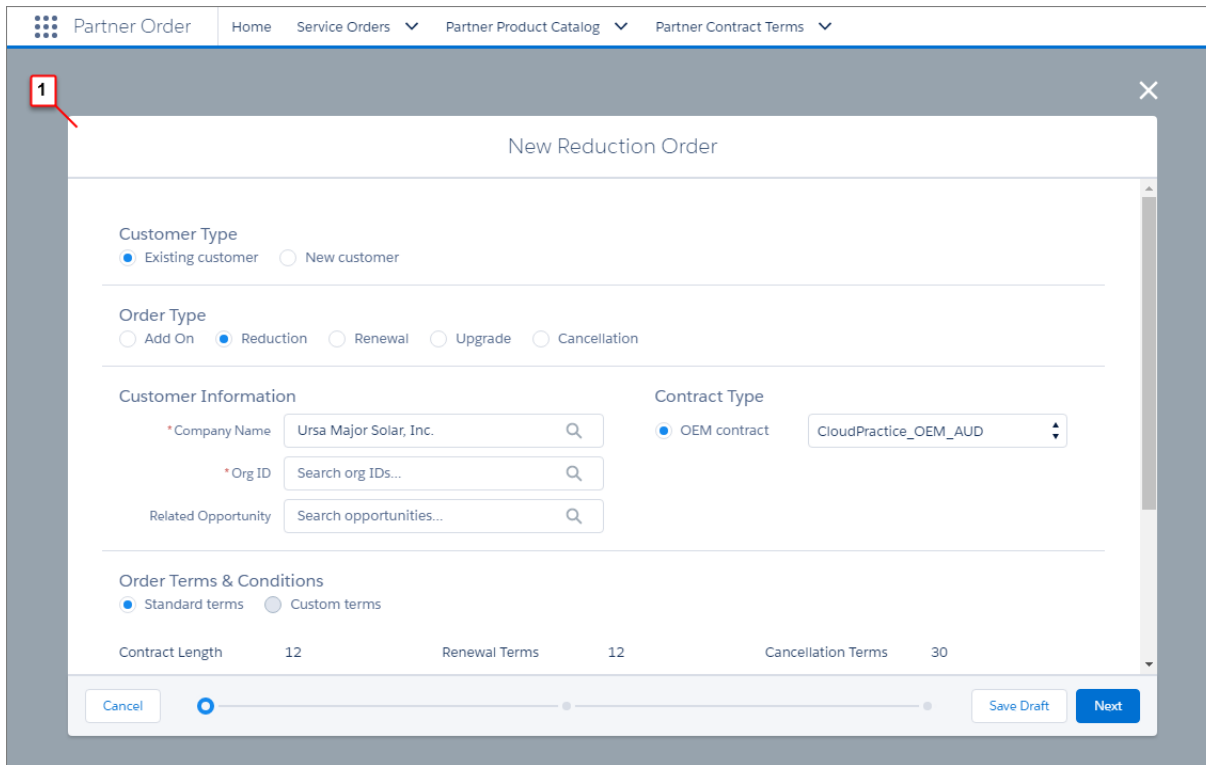 Partner Order Home Service Orders Partner Product Catalog Partner Contract Terms
1
New Reduction Order
Customer Type
Existing customer New customer
Order Type
Add On Reduction Renewal Upgrade Cancellation
Customer Information Contract Type
*Company Name Ursa Major Solar, Inc. OEM contract CloudPractice_OEM_AUD
*Org ID Search org IDs...
Related Opportunity Search opportunities...
Order Terms & Conditions
Standard terms Custom terms
Contract Length 12 Renewal Terms 12 Cancellation Terms 30
Cancel Save Draft Next